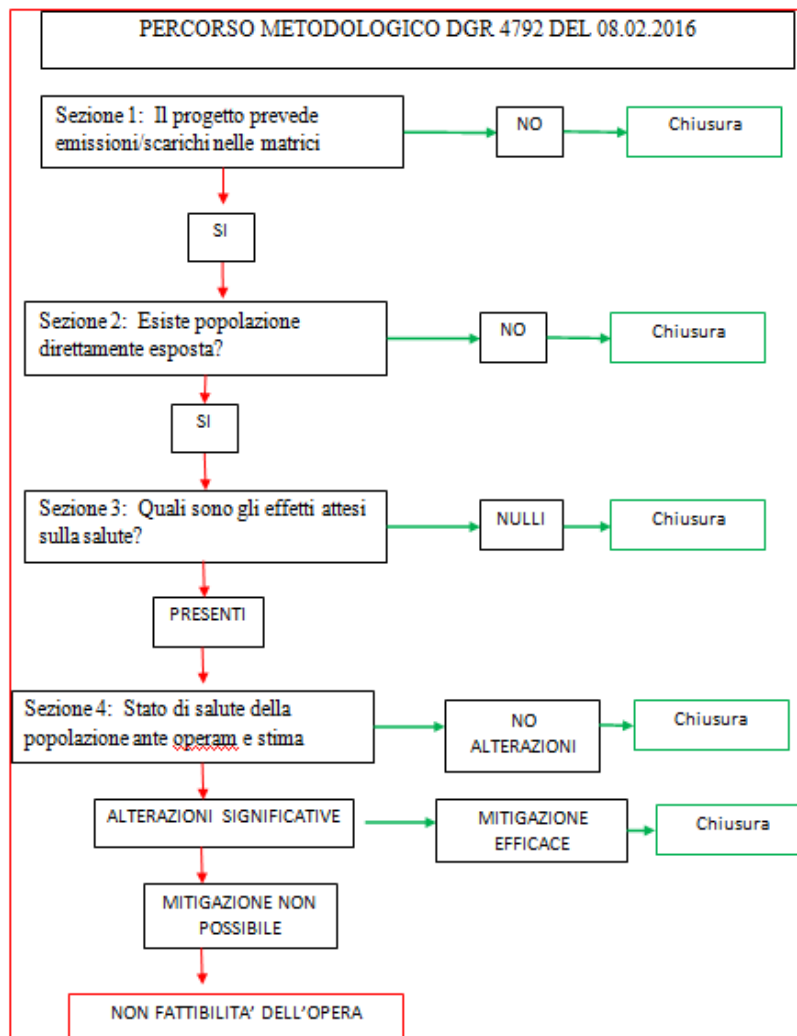 PERCORSO METODOLOGICO DGR 4792 DEL 08.02.2016
Sezione 1: Il progetto prevede
emissioni/scarichi nelle matrici
NO
Chiusura
SI
Sezione 2: Esiste popolazione
direttamente esposta?
NO
Chiusura
SI
Sezione 3: Quali sono gli effetti attesi
sulla salute?
NULLI
Chiusura
PRESENTI
Sezione 4: Stato di salute della
popolazione ante operam e stima
NO
ALTERAZIONI
Chiusura
ALTERAZIONI SIGNIFICATIVE
MITIGAZIONE
EFFICACE
Chiusura
MITIGAZIONE NON
POSSIBILE
NON FATTIBILITA' DELL'OPERA